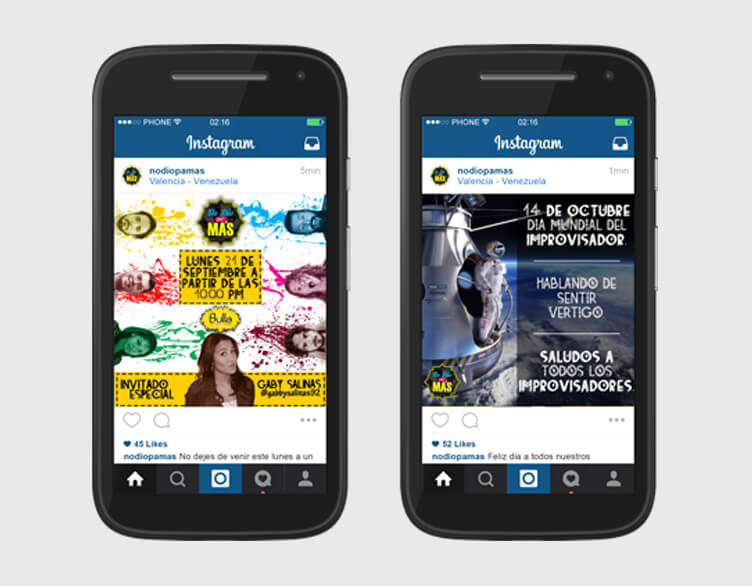 PHONE 02:16
Instagram
nodiopamas 5min
Valencia - Venezuela
MAS
LUNES 21 DE
SEPTIEMBRE A
PARTIR DE LAS
10:00 PM
Bulla
INVITADO
ESPECIAL
GABY SALINAS
@gabbysalinas92
45 Likes
nodiopamas No dejes de venir este lunes a un
PHONE 02:16
Instagram
nodiopamas 1min
Valencia - Venezuela
14 DE OCTUBRE
DIA MUNDIAL DEL
IMPROVISADOR.
HABLANDO DE
SENTIR
VERTIGO
SALUDOS A
TODOS LOS
IMPROVISADORES.
MAS
52 Likes
nodiopamas Feliz dia a todos nuestros